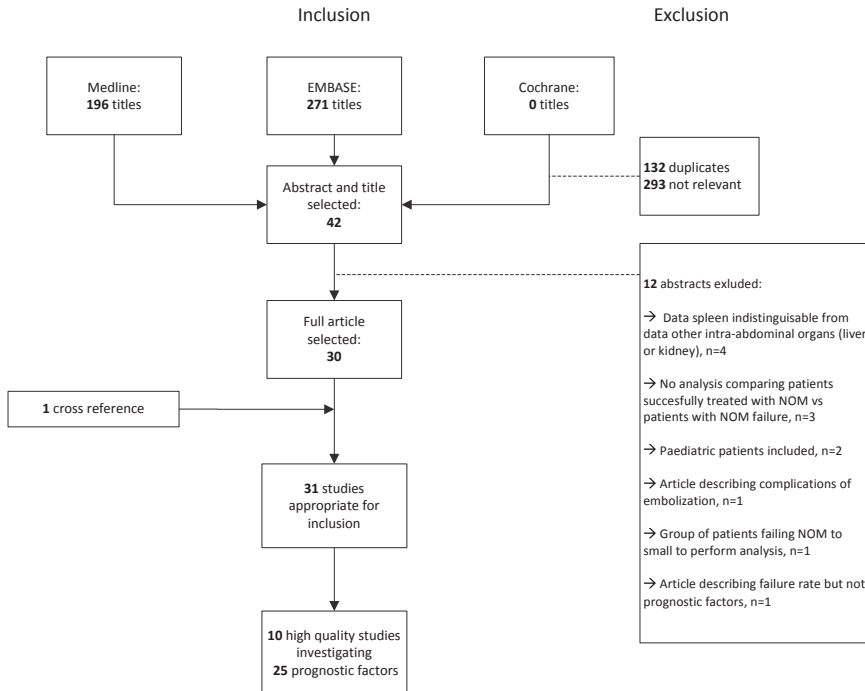 Inclusion
Exclusion
Medline:
196 titles
EMBASE:
271 titles
Cochrane:
0 titles
132 duplicates
293 not relevant
Abstract and title
selected:
42
12 abstracts exluded:
→ Data spleen indistinguisable from
data other intra-abdominal organs (liver
or kidney), n=4
→ No analysis comparing patients
succesfully treated with NOM vs
patients with NOM failure, n=3
→ Paediatric patients included, n=2
→ Article describing complications of
embolization, n=1
→ Group of patients failing NOM to
small to perform analysis, n=1
→ Article describing failure rate but not
prognostic factors, n=1
Full article
selected:
30
1 cross reference
31 studies
appropriate for
inclusion
10 high quality studies
investigating
25 prognostic factors